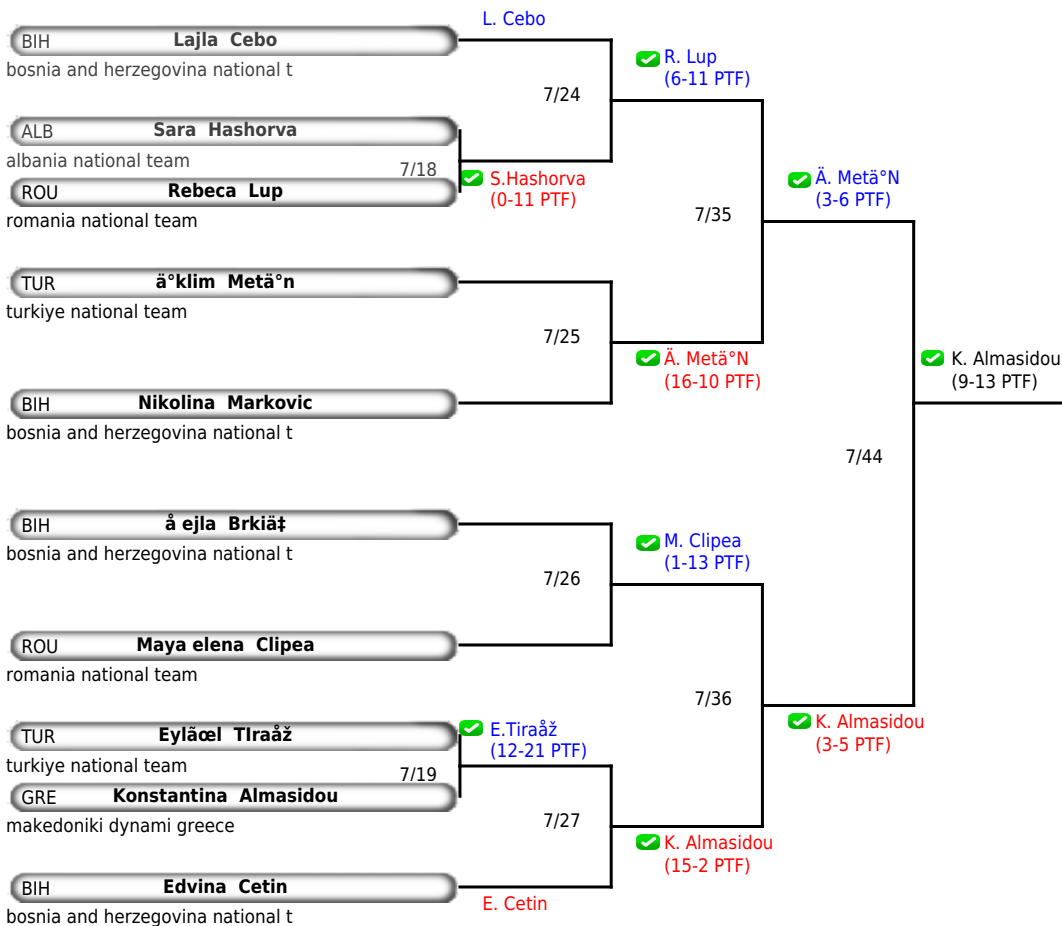 L. Cebo
BIH Lajla Cebo
bosnia and herzegovina national t
R. Lup
(6-11 PTF)
7/24
ALB Sara Hashorva
albania national team
7/18
S.Hashorva
(0-11 PTF)
ROU Rebeca Lup
romania national team
Ä. Metä°N
(3-6 PTF)
7/35
TUR ä°klim Metä°n
turkiye national team
7/25
Ä. Metä°N
(16-10 PTF)
BIH Nikolina Markovic
bosnia and herzegovina national t
K. Almasidou
(9-13 PTF)
7/44
BIH å ejla Brkiä‡
bosnia and herzegovina national t
M. Clipea
(1-13 PTF)
7/26
ROU Maya elena Clipea
romania national team
7/36
K. Almasidou
(3-5 PTF)
TUR Eylãœl TIraåž
turkiye national team
7/19
E.Tiraåž
(12-21 PTF)
GRE Konstantina Almasidou
makedoniki dynami greece
7/27
K. Almasidou
(15-2 PTF)
BIH Edvina Cetin
bosnia and herzegovina national t
E. Cetin